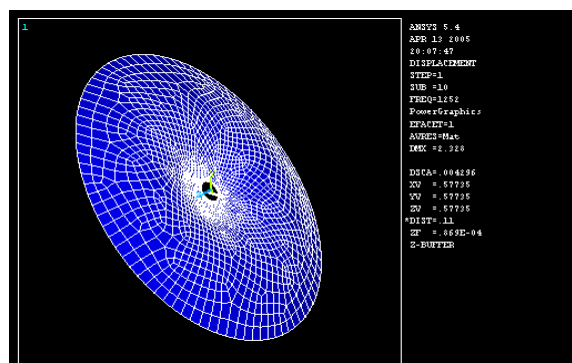 1
ANSYS 5.4
APR 13 2005
20:07:47
DISPLACEMENT
STEP=1
SUB =10
FREQ=1252
PowerGraphics
EFACET=1
AVRES=Mat
DMX =2.328
DSCA=.004296
XV =.57735
YV =.57735
ZV =.57735
*DIST=.11
ZF =.869E-04
Z-BUFFER